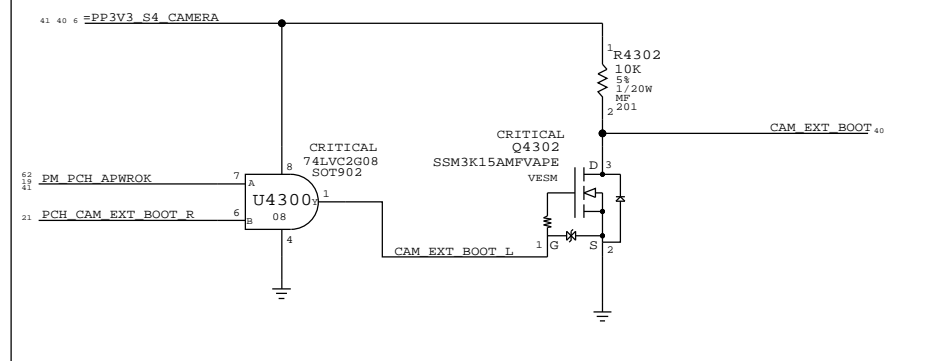 41 40 6 =PP3V3_S4_CAMERA
1
R4302
10K
5%
1/20W
MF
201
2
CAM_EXT_BOOT 40
CRITICAL
Q4302
SSM3K15AMFVAPE
VESM
D 3
CRITICAL
74LVC2G08
SOT902
8
62
19
41
PM_PCH_APWROK
7
A
U4300
Y
1
08
21 PCH_CAM_EXT_BOOT_R
6
B
4
CAM_EXT_BOOT_L
1 G
S
2